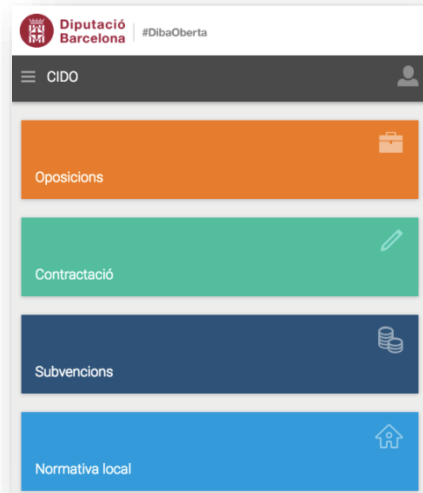 Diputació
Barcelona
#DibaOberta
CIDO
Oposicions
Contractació
Subvencions
Normativa local